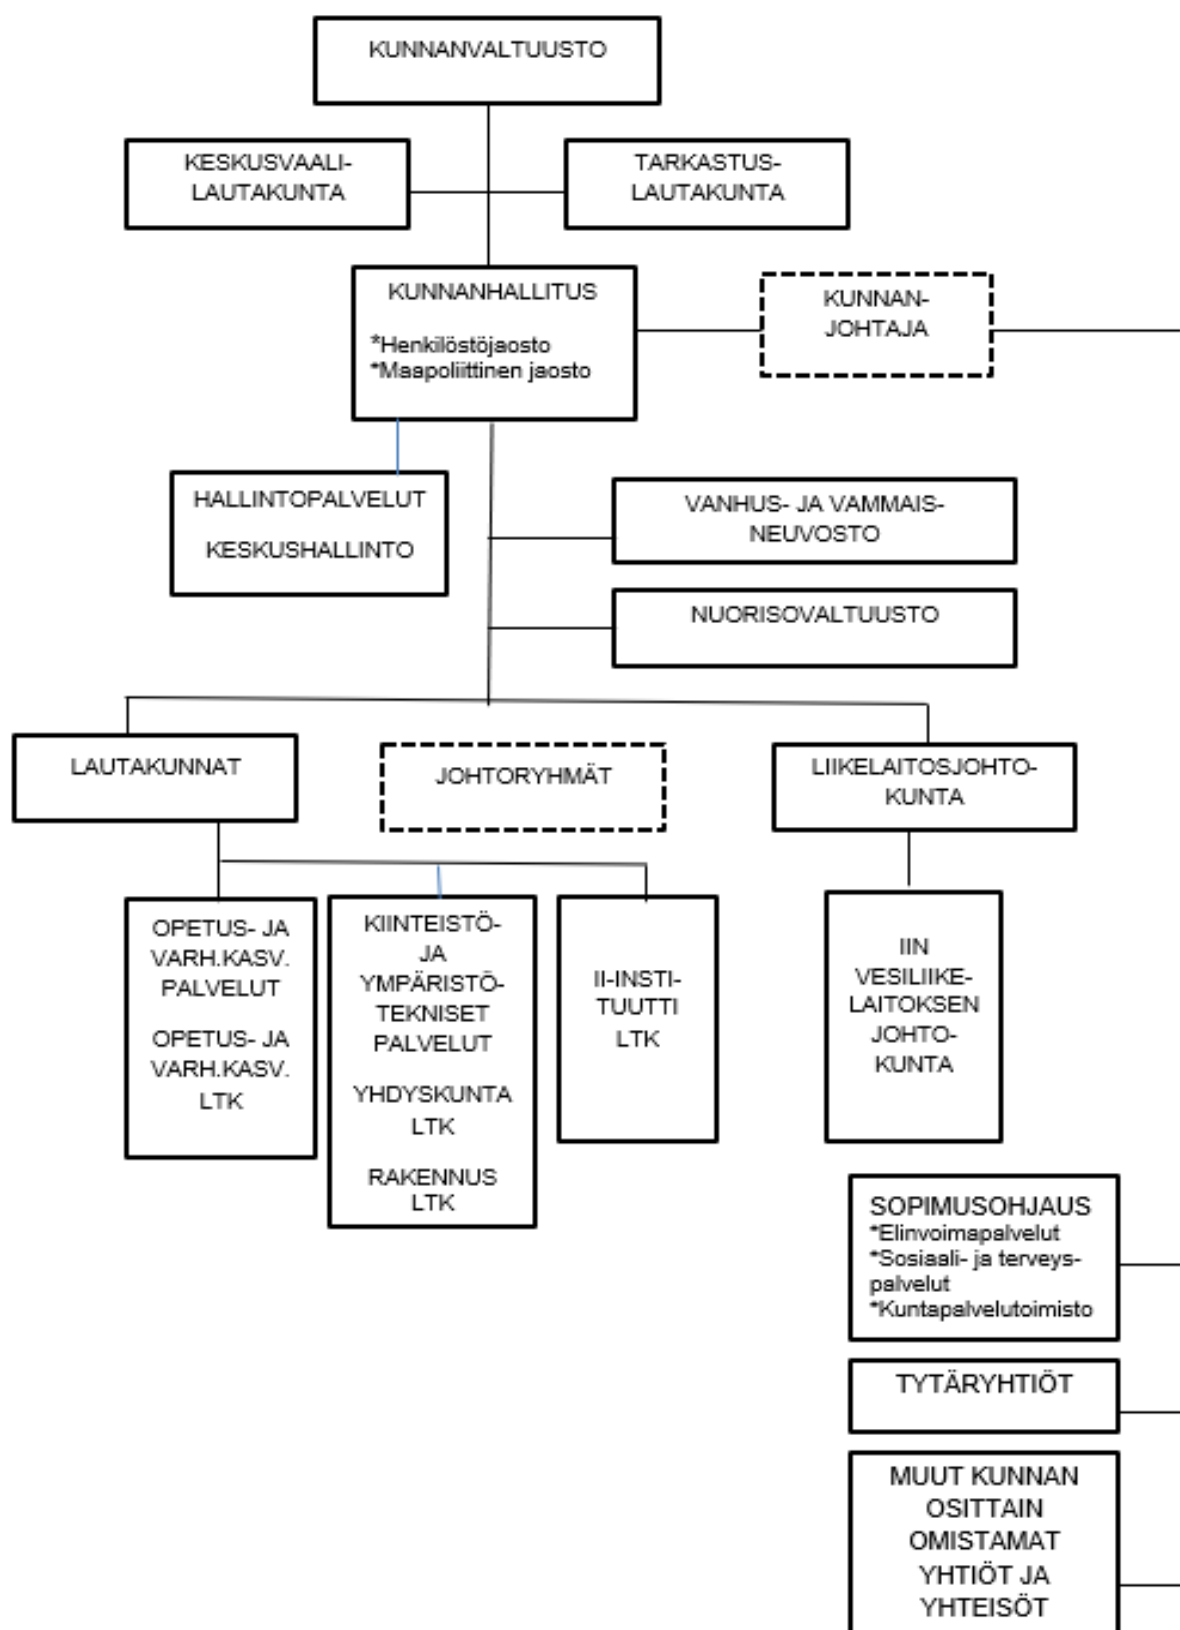 KUNNANVALTUUSTO
KESKUSVAALI-
LAUTAKUNTA
TARKASTUS-
LAUTAKUNTA
KUNNANHALLITUS
*Henkilöstöjaosto
*Maapoliittinen jaosto
KUNNAN-
JOHTAJA
HALLINTOPALVELUT
KESKUSHALLINTO
VANHUS- JA VAMMAIS-
NEUVOSTO
NUORISOVALTUUSTO
LAUTAKUNNAT
JOHTORYHMÄT
LIIKELAITOSJOHTO-
KUNTA
OPETUS- JA
VARH.KASV.
PALVELUT
OPETUS- JA
VARH.KASV.
LTK
KIINTEISTÖ-
JA
YMPÄRISTÖ-
TEKNISET
PALVELUT
YHDYSKUNTA
LTK
RAKENNUS
LTK
II-INSTI-
TUUTTI
LTK
IIN
VESILIIKE-
LAITOKSEN
JOHTO-
KUNTA
SOPIMUSOHJAUS
*Elinvoimapalvelut
*Sosiaali- ja terveys-
palvelut
*Kuntapalvelutoimisto
TYTÄRYHTIÖT
MUUT KUNNAN
OSITTAIN
OMISTAMAT
YHTIÖT JA
YHTEISÖT